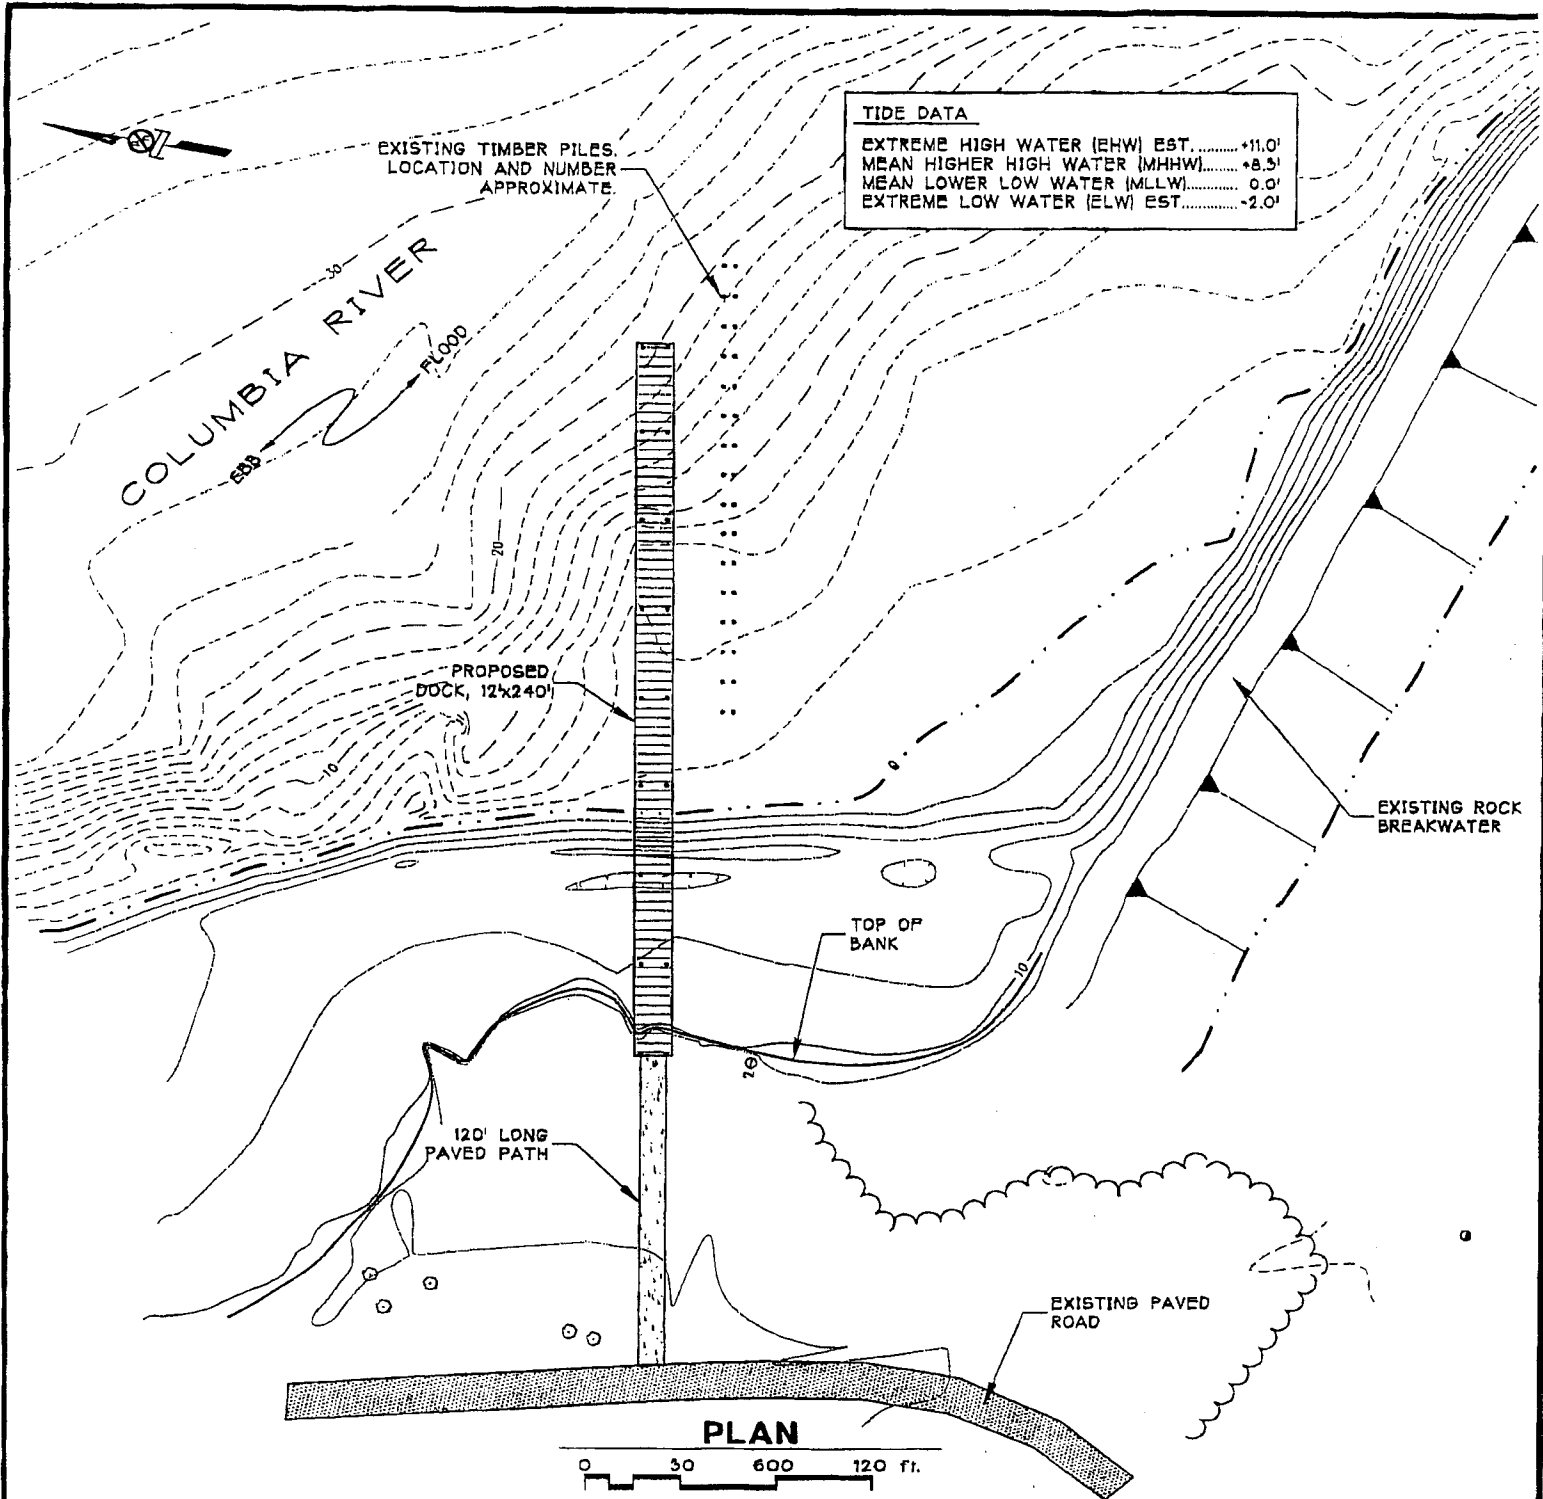 TIDE DATA
EXTREME HIGH WATER (EHW) EST. ......... +11.0'
MEAN HIGHER HIGH WATER (MHHW)....... +8.5'
MEAN LOWER LOW WATER (MLLW)......... 0.0'
EXTREME LOW WATER (ELW) EST.............. -2.0'
EXISTING TIMBER PILES.
LOCATION AND NUMBER
APPROXIMATE.
30
COLUMBIA RIVER
FLOOD
EBB
20
PROPOSED
DOCK, 12'x240'
10
0
EXISTING ROCK
BREAKWATER
TOP OF
BANK
10
20
120' LONG
PAVED PATH
EXISTING PAVED
ROAD
PLAN
0 30 600 120 ft.